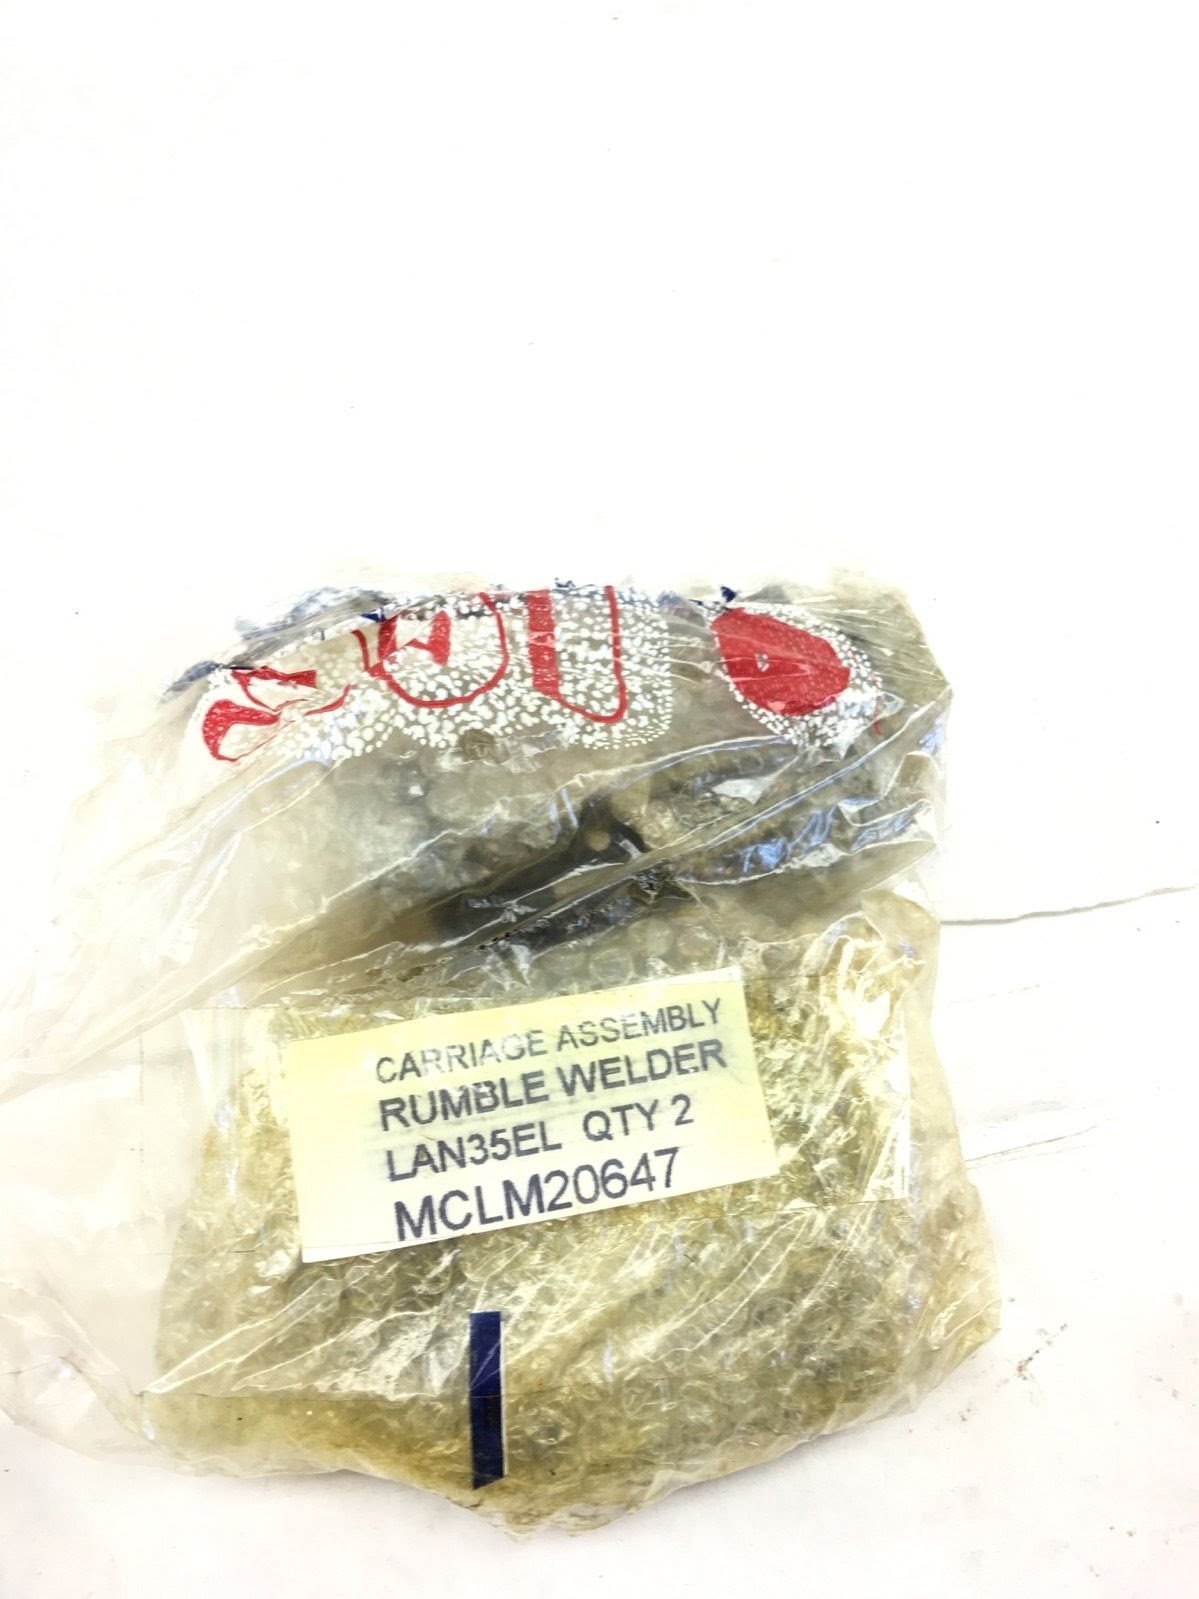 CARRIAGE ASSEMBLY
RUMBLE WELDER
LAN35EL QTY 2
MCLM20647